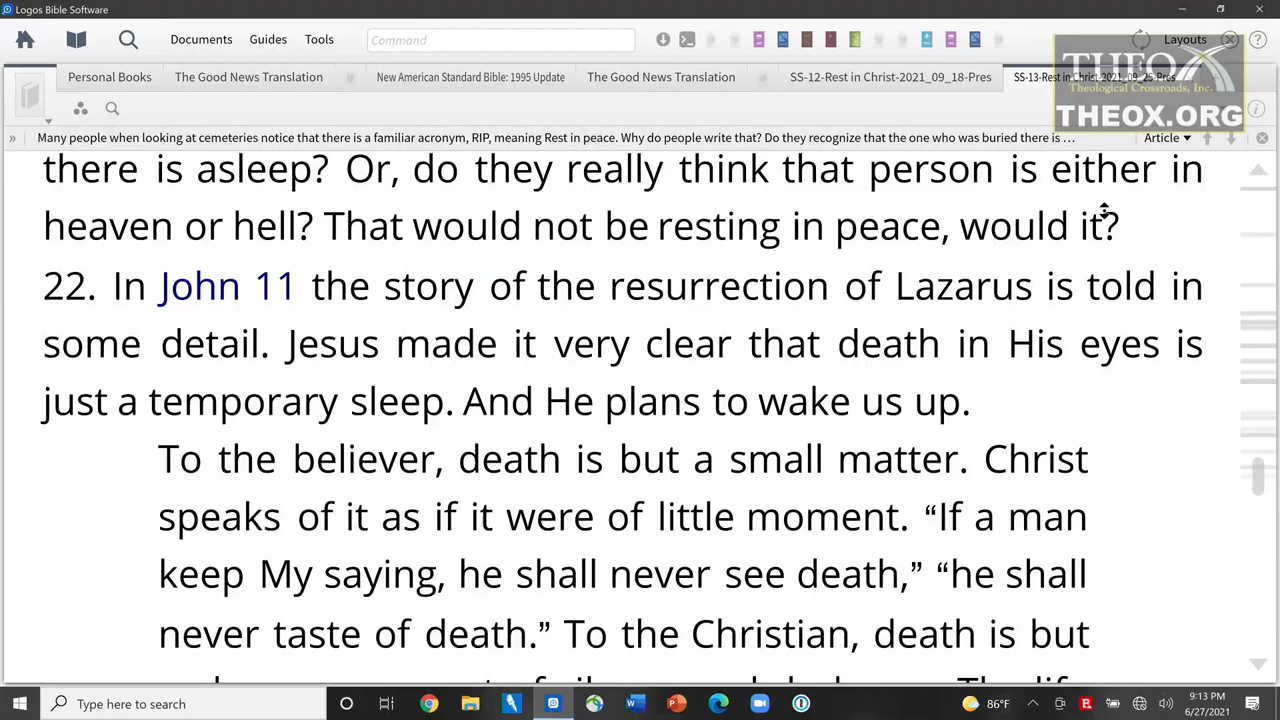 Logos Bible Software
Documents Guides Tools Command Layouts
THEOX
Theological Crossroads, Inc.
THEOX.ORG
Personal Books The Good News Translation New American Standard Bible: 1995 Update The Good News Translation SS-12-Rest in Christ-2021_09_18-Pres SS-13-Rest in Christ-2021_09_25-Pres
Many people when looking at cemeteries notice that there is a familiar acronym, RIP, meaning Rest in peace. Why do people write that? Do they recognize that the one who was buried there is … Article
there is asleep? Or, do they really think that person is either in
heaven or hell? That would not be resting in peace, would it?
22. In John 11 the story of the resurrection of Lazarus is told in
some detail. Jesus made it very clear that death in His eyes is
just a temporary sleep. And He plans to wake us up.
To the believer, death is but a small matter. Christ
speaks of it as if it were of little moment. “If a man
keep My saying, he shall never see death,” “he shall
never taste of death.” To the Christian, death is but
Type here to search 86°F 9:13 PM
6/27/2021